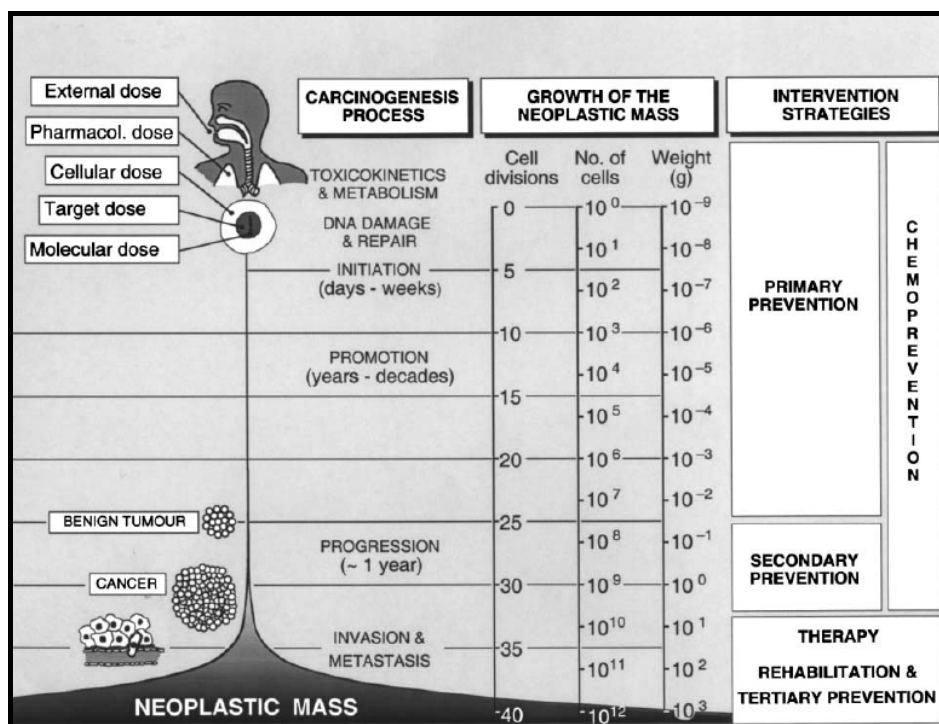 External dose
Pharmacol. dose
Cellular dose
Target dose
Molecular dose
CARCINOGENESIS
PROCESS
TOXICOKINETICS
& METABOLISM
DNA DAMAGE
& REPAIR
INITIATION
(days - weeks)
PROMOTION
(years - decades)
PROGRESSION
(~ 1 year)
INVASION &
METASTASIS
BENIGN TUMOUR
CANCER
NEOPLASTIC MASS
GROWTH OF THE
NEOPLASTIC MASS
Cell
divisions
0
5
10
15
20
25
30
35
40
No. of
cells
10⁰
10¹
10²
10³
10⁴
10⁵
10⁶
10⁷
10⁸
10⁹
10¹⁰
10¹¹
10¹²
Weight
(g)
10⁻⁹
10⁻⁸
10⁻⁷
10⁻⁶
10⁻⁵
10⁻⁴
10⁻³
10⁻²
10⁻¹
10⁰
10¹
10²
10³
INTERVENTION
STRATEGIES
PRIMARY
PREVENTION
SECONDARY
PREVENTION
THERAPY
REHABILITATION &
TERTIARY PREVENTION
CHEMOPREVENTION